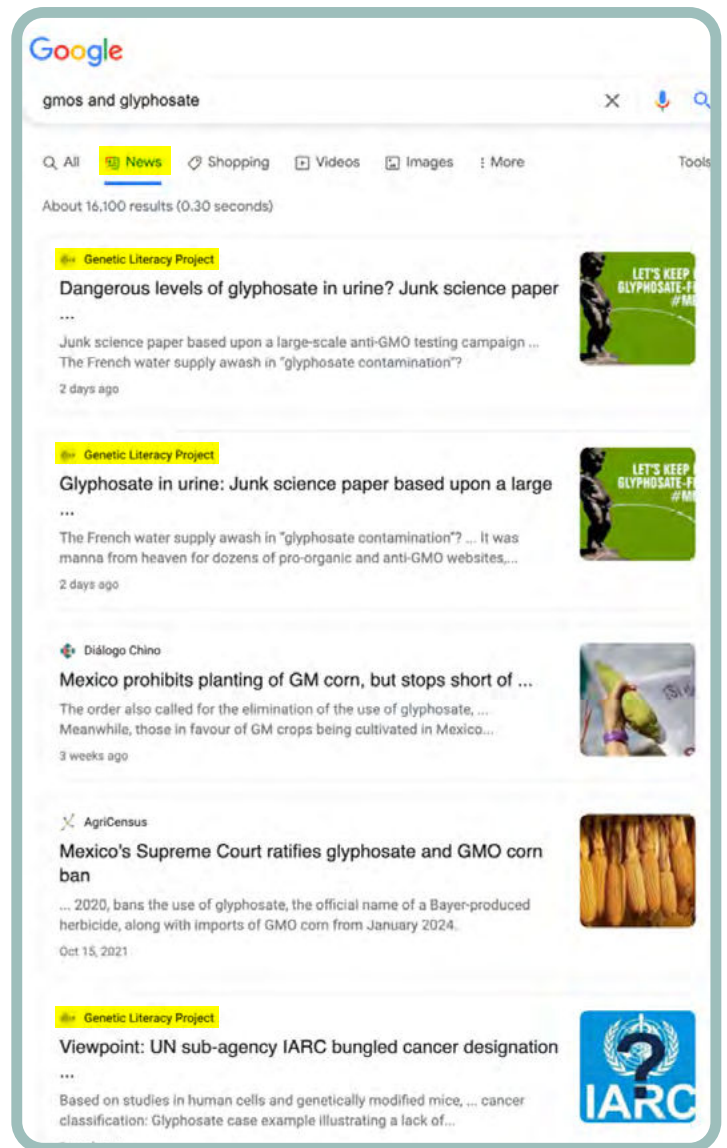 Google
gmos and glyphosate
All News Shopping Videos Images More Tools
About 16,100 results (0.30 seconds)
Genetic Literacy Project
Dangerous levels of glyphosate in urine? Junk science paper
...
Junk science paper based upon a large-scale anti-GMO testing campaign ...
The French water supply awash in "glyphosate contamination"?
2 days ago
LET'S KEEP
GLYPHOSATE-F
Genetic Literacy Project
Glyphosate in urine: Junk science paper based upon a large
...
The French water supply awash in "glyphosate contamination"? ... It was
manna from heaven for dozens of pro-organic and anti-GMO websites,...
2 days ago
LET'S KEEP
GLYPHOSATE-F
Diálogo Chino
Mexico prohibits planting of GM corn, but stops short of ...
The order also called for the elimination of the use of glyphosate, ...
Meanwhile, those in favour of GM crops being cultivated in Mexico...
3 weeks ago
AgriCensus
Mexico's Supreme Court ratifies glyphosate and GMO corn
ban
... 2020, bans the use of glyphosate, the official name of a Bayer-produced
herbicide, along with imports of GMO corn from January 2024.
Oct 15, 2021
Genetic Literacy Project
Viewpoint: UN sub-agency IARC bungled cancer designation
...
Based on studies in human cells and genetically modified mice, ... cancer
classification: Glyphosate case example illustrating a lack of...
?
IARC